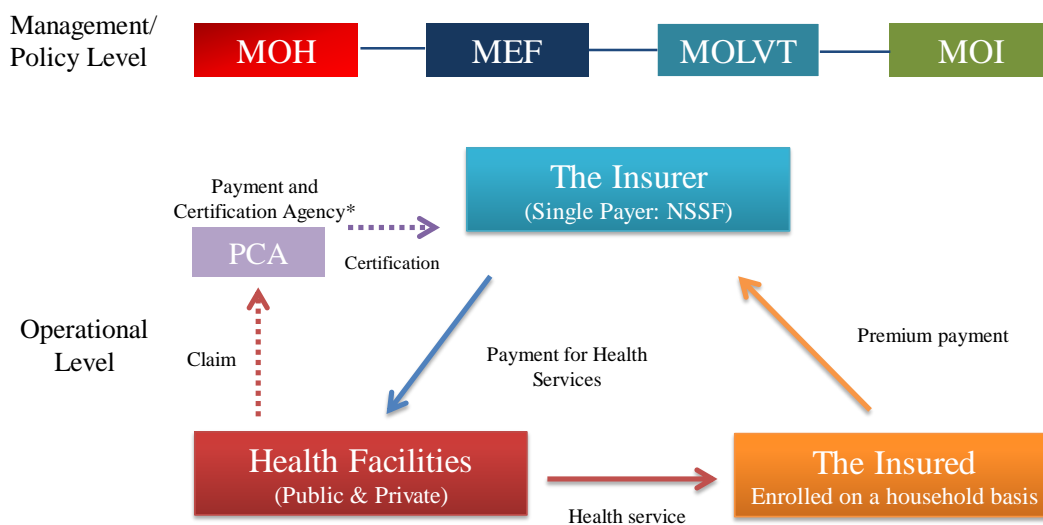 Management/
Policy Level
MOH
MEF
MOLVT
MOI
The Insurer
(Single Payer: NSSF)
Payment and
Certification Agency*
PCA
Certification
Operational
Level
Claim
Payment for Health
Services
Premium payment
Health Facilities
(Public & Private)
Health service
The Insured
Enrolled on a household basis